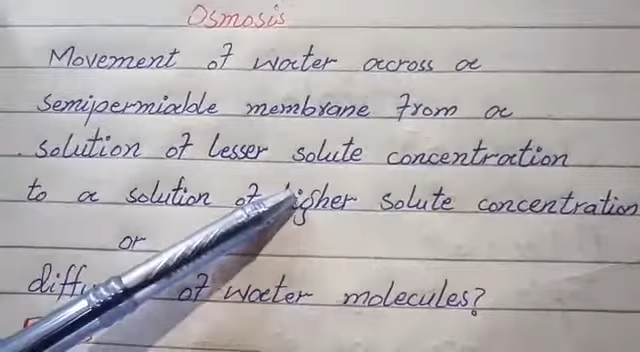 Osmosis
Movement of water across a
semipermiable membrane from a
solution of lesser solute concentration
to a solution of higher solute concentration
or
of water molecules?